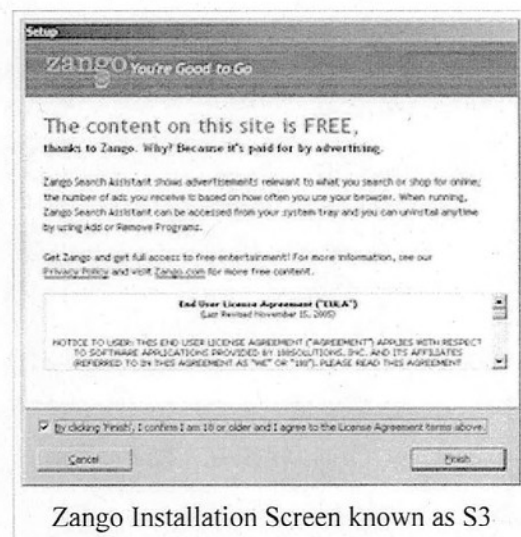 Setup
zango You're Good to Go
The content on this site is FREE,
thanks to Zango. Why? Because it's paid for by advertising.
Zango Search Assistant shows advertisements relevant to what you search or shop for online;
the number of ads you receive is based on how often you use your browser. When running,
Zango Search Assistant can be accessed from your system tray and you can uninstall anytime
by using Add or Remove Programs.
Get Zango and get full access to free entertainment! For more information, see our
Privacy Policy and visit Zango.com for more free content.
End User License Agreement ("EULA")
(Last Revised November 15, 2005)
NOTICE TO USER: THIS END USER LICENSE AGREEMENT ("AGREEMENT") APPLIES WITH RESPECT
TO SOFTWARE APPLICATIONS PROVIDED BY 180SOLUTIONS, INC. AND ITS AFFILIATES
(REFERRED TO IN THIS AGREEMENT AS "WE" OR "180"). PLEASE READ THIS AGREEMENT
By clicking 'Finish', I confirm I am 18 or older and I agree to the License Agreement terms above.
Cancel
Finish
Zango Installation Screen known as S3